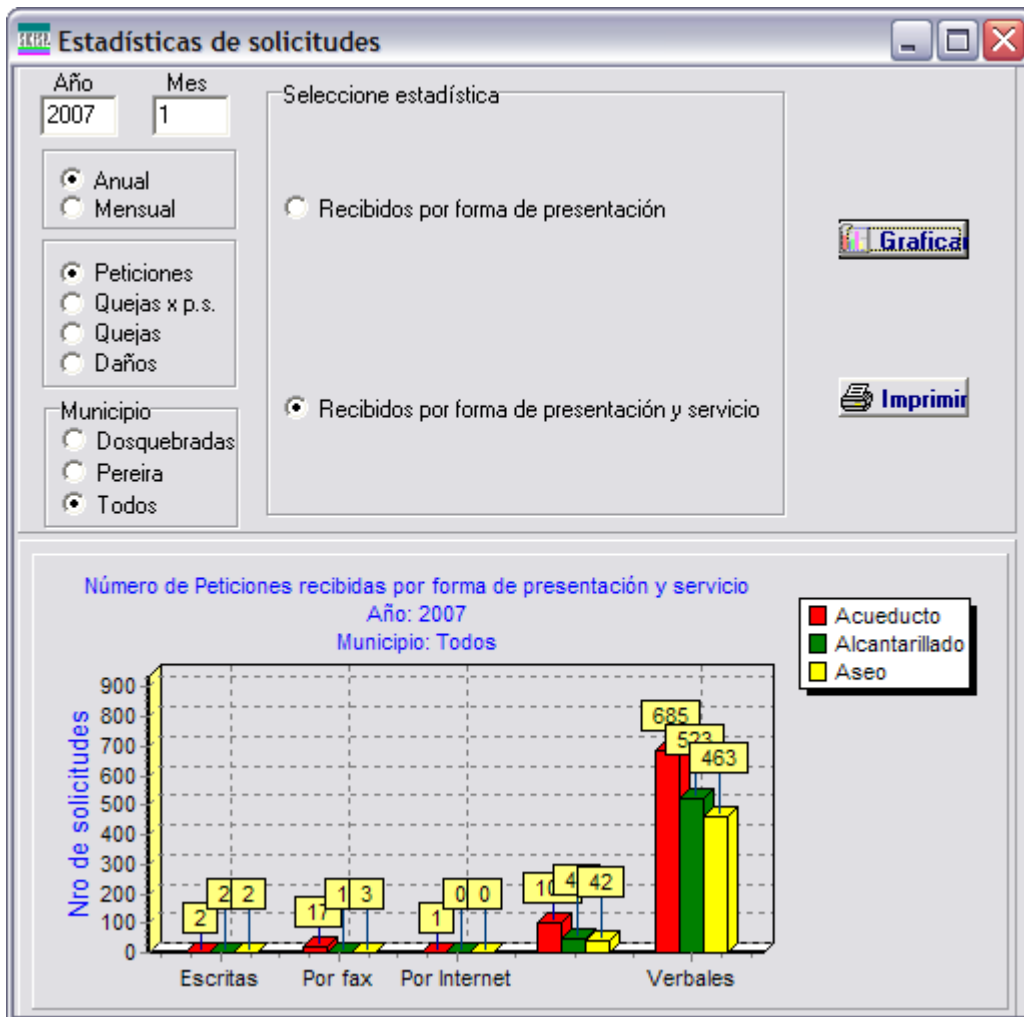 Estadísticas de solicitudes
Año Mes
2007 1
Anual
Mensual
Peticiones
Quejas x p.s.
Quejas
Daños
Municipio
Dosquebradas
Pereira
Todos
Seleccione estadística
Recibidos por forma de presentación
Recibidos por forma de presentación y servicio
Grafica
Imprimir
Número de Peticiones recibidas por forma de presentación y servicio
Año: 2007
Municipio: Todos
Acueducto
Alcantarillado
Aseo
Nro de solicitudes
900
800
700
600
500
400
300
200
100
0
2 2 2
17 1 3
1 0 0
42
685 523 463
Escritas Por fax Por Internet Verbales